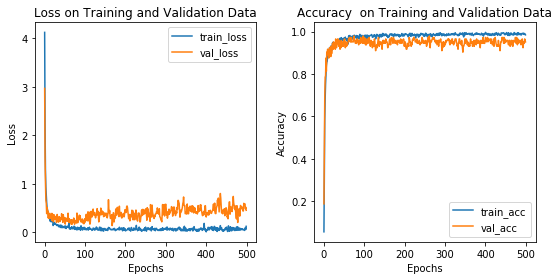 Loss on Training and Validation Data
Loss
4
3
2
1
0
train_loss
val_loss
0
100
200
300
400
500
Epochs
Accuracy  on Training and Validation Data
Accuracy
1.0
0.8
0.6
0.4
0.2
train_acc
val_acc
0
100
200
300
400
500
Epochs